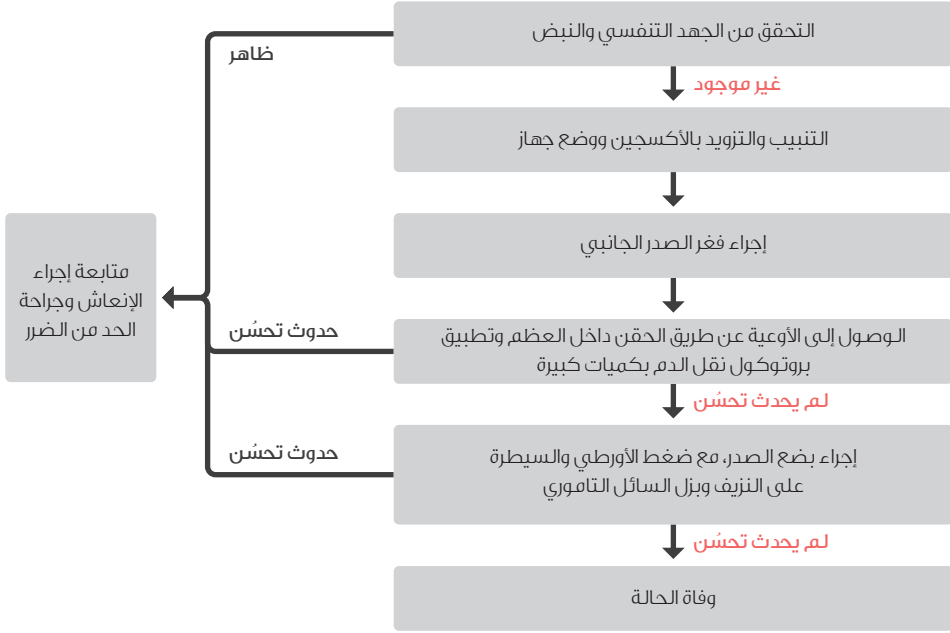 التحقق من الجهد التنفسي والنبض
ظاهر
غير موجود
التنبيب والتزويد بالأكسجين ووضع جهاز
إجراء فغر الصدر الجانبي
متابعة إجراء
الإنعاش وجراحة
الحد من الضرر
حدوث تحسُن
الوصول إلى الأوعية عن طريق الحقن داخل العظم وتطبيق
بروتوكول نقل الدم بكميات كبيرة
لم يحدث تحسُن
حدوث تحسُن
إجراء بضع الصدر، مع ضغط الأورطي والسيطرة
على النزيف وبزل السائل التاموري
لم يحدث تحسُن
وفاة الحالة